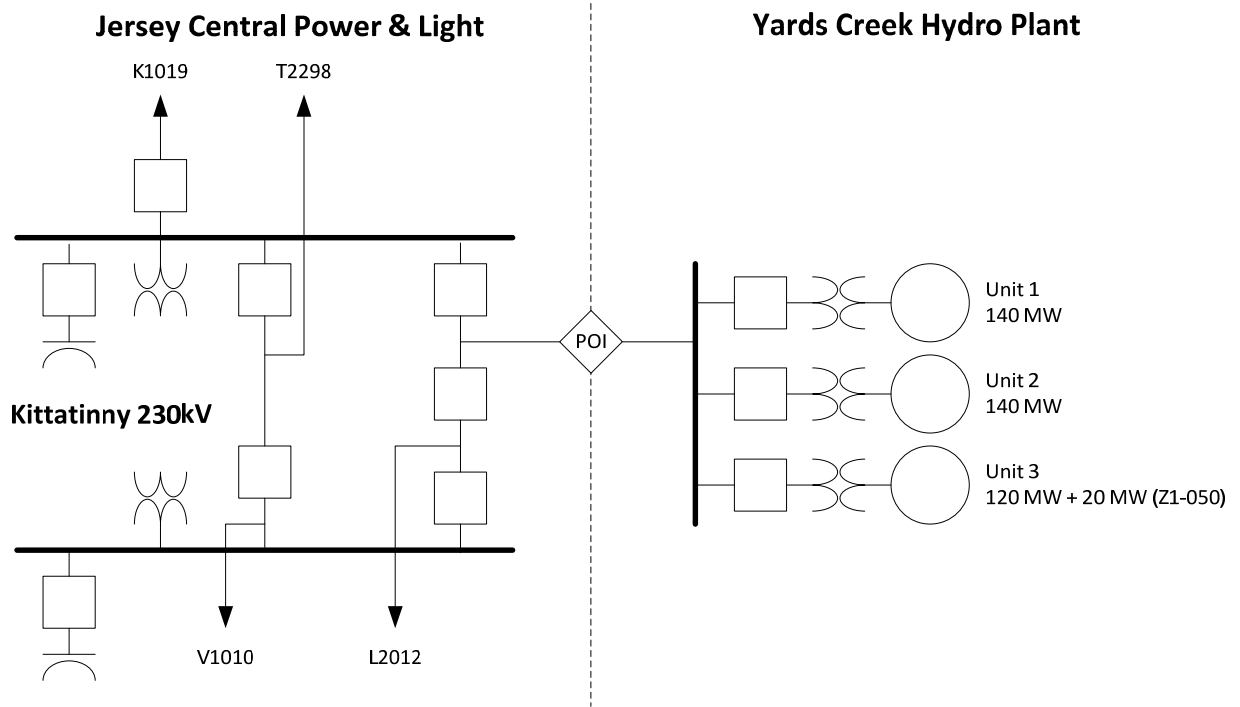 Jersey Central Power & Light
Yards Creek Hydro Plant
K1019
T2298
POI
Kittatinny 230kV
V1010
L2012
Unit 1
140 MW
Unit 2
140 MW
Unit 3
120 MW + 20 MW (Z1-050)